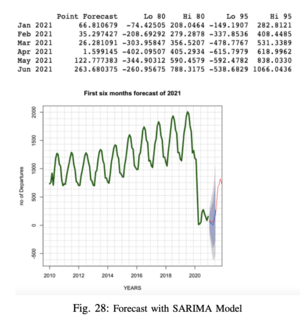 Point Forecast Lo 80 Hi 80 Lo 95 Hi 95
Jan 2021 66.810679 -74.42505 208.0464 -149.1907 282.8121
Feb 2021 35.297427 -208.69292 279.2878 -337.8536 408.4485
Mar 2021 26.281091 -303.95847 356.5207 -478.7767 531.3389
Apr 2021 1.599145 -402.09507 405.2934 -615.7979 618.9962
May 2021 122.777383 -344.90312 590.4579 -592.4782 838.0330
Jun 2021 263.680375 -260.95675 788.3175 -538.6829 1066.0436
First six months forecast of 2021
no of Departures
2000
1500
1000
500
0
-500
2010 2012 2014 2016 2018 2020
YEARS
Fig. 28: Forecast with SARIMA Model